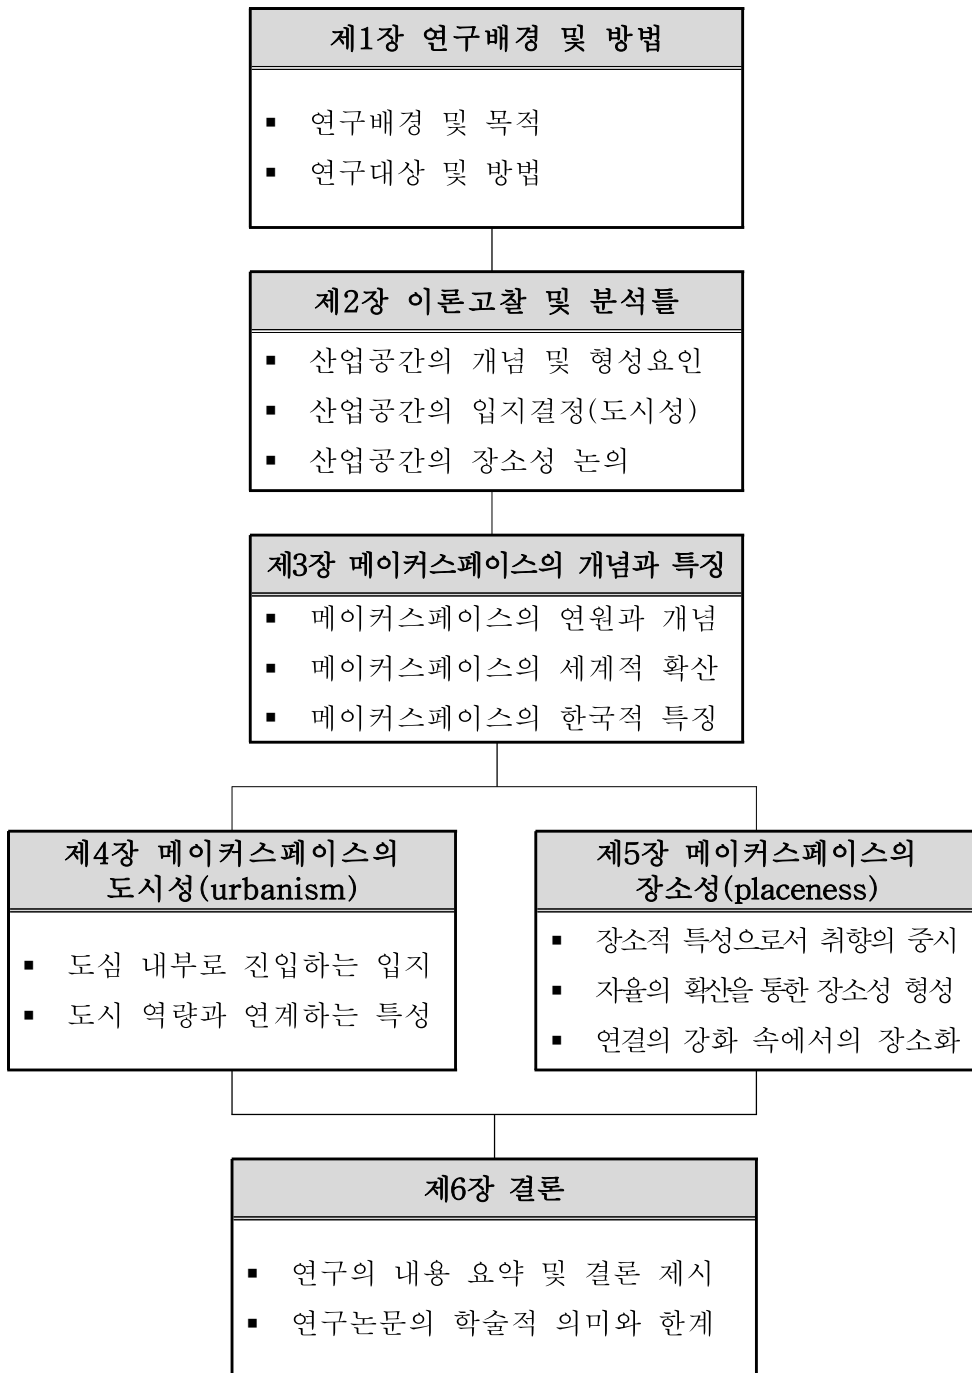 제1장 연구배경 및 방법
▪ 연구배경 및 목적
▪ 연구대상 및 방법
제2장 이론고찰 및 분석틀
▪ 산업공간의 개념 및 형성요인
▪ 산업공간의 입지결정(도시성)
▪ 산업공간의 장소성 논의
제3장 메이커스페이스의 개념과 특징
▪ 메이커스페이스의 연원과 개념
▪ 메이커스페이스의 세계적 확산
▪ 메이커스페이스의 한국적 특징
제4장 메이커스페이스의
도시성(urbanism)
▪ 도심 내부로 진입하는 입지
▪ 도시 역량과 연계하는 특성
제5장 메이커스페이스의
장소성(placeness)
▪ 장소적 특성으로서 취향의 중시
▪ 자율의 확산을 통한 장소성 형성
▪ 연결의 강화 속에서의 장소화
제6장 결론
▪ 연구의 내용 요약 및 결론 제시
▪ 연구논문의 학술적 의미와 한계